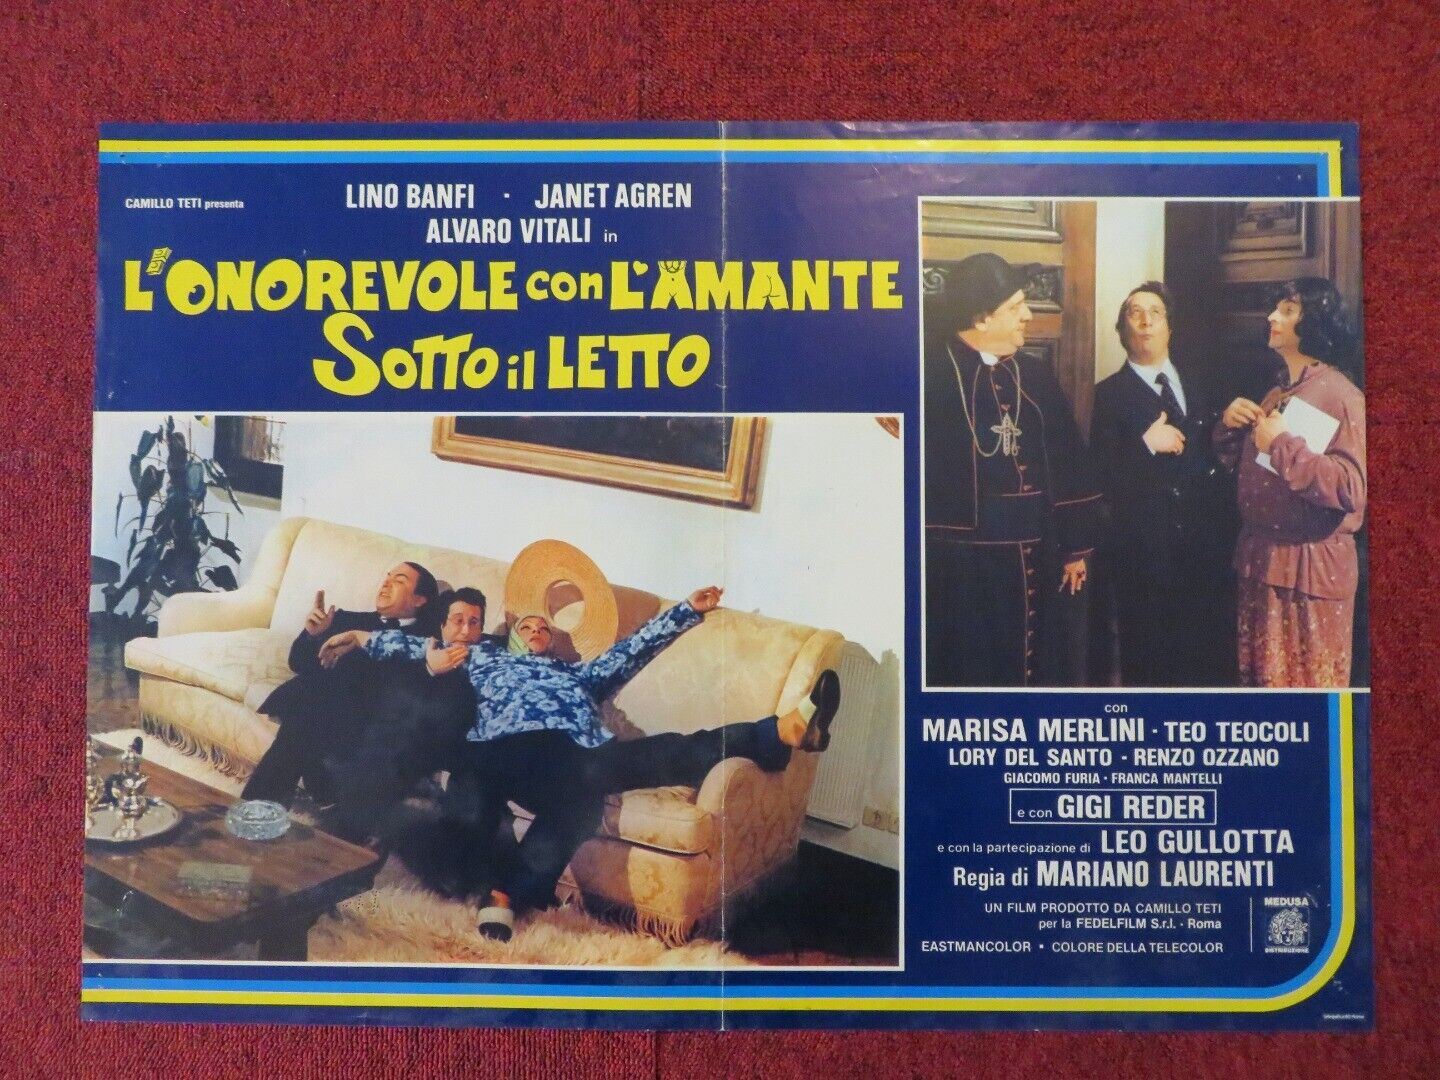 CAMILLO TETI presenta
LINO BANFI · JANET AGREN
ALVARO VITALI in
L'ONOREVOLE con L'AMANTE
SOTTO il LETTO
con
MARISA MERLINI · TEO TEOCOLI
LORY DEL SANTO · RENZO OZZANO
GIACOMO FURIA · FRANCA MANTELLI
e con GIGI REDER
e con la partecipazione di LEO GULLOTTA
Regia di MARIANO LAURENTI
UN FILM PRODOTTO DA CAMILLO TETI
per la FEDELFILM S.r.l. - Roma
EASTMANCOLOR · COLORE DELLA TELECOLOR
MEDUSA
DISTRIBUZIONE